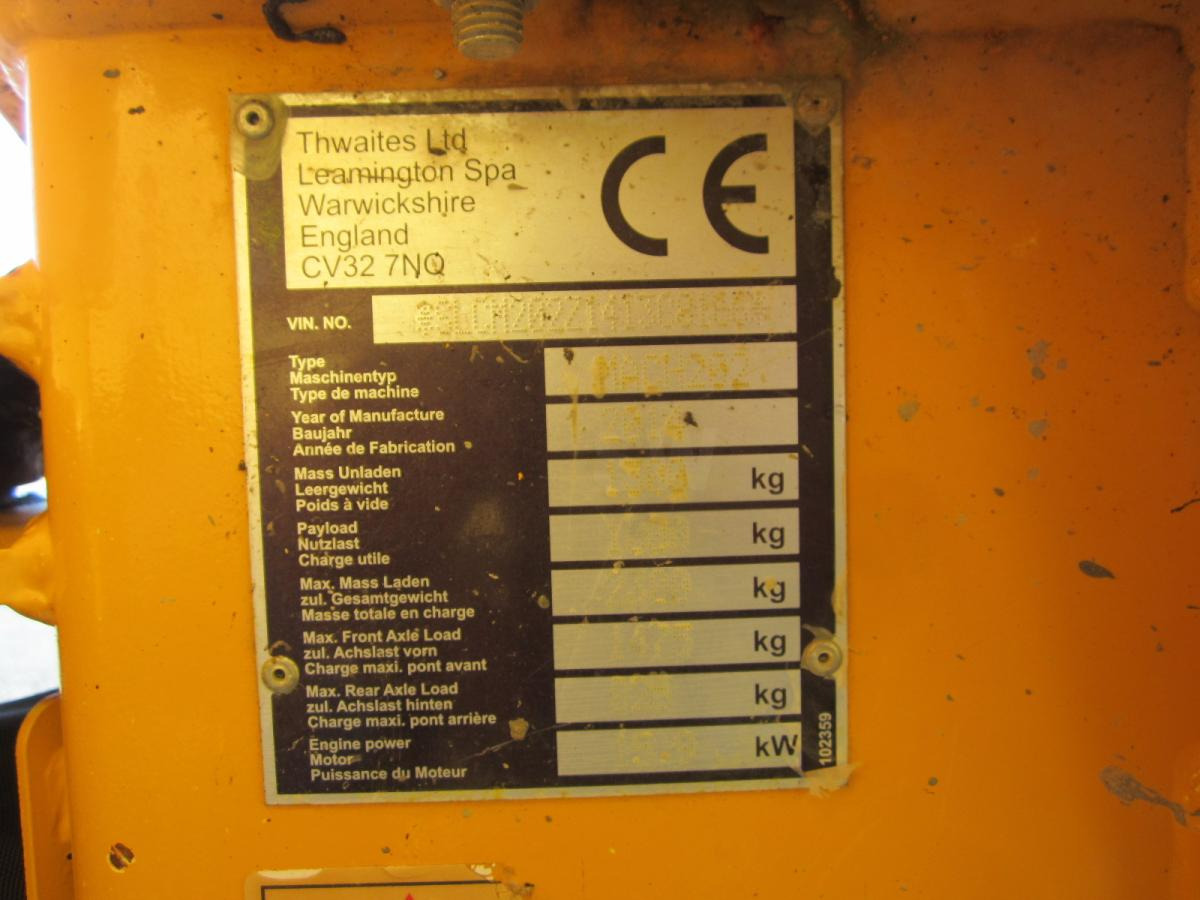 Thwaites Ltd
Leamington Spa
Warwickshire
England
CV32 7NQ
CE
VIN. NO.
Type
Maschinentyp
Type de machine
MACH202
Year of Manufacture
Baujahr
Année de Fabrication
Mass Unladen
Leergewicht
Poids à vide
kg
Payload
Nutzlast
Charge utile
kg
Max. Mass Laden
zul. Gesamtgewicht
Masse totale en charge
kg
Max. Front Axle Load
zul. Achslast vorn
Charge maxi. pont avant
kg
Max. Rear Axle Load
zul. Achslast hinten
Charge maxi. pont arrière
kg
Engine power
Motor
Puissance du Moteur
kW
102359